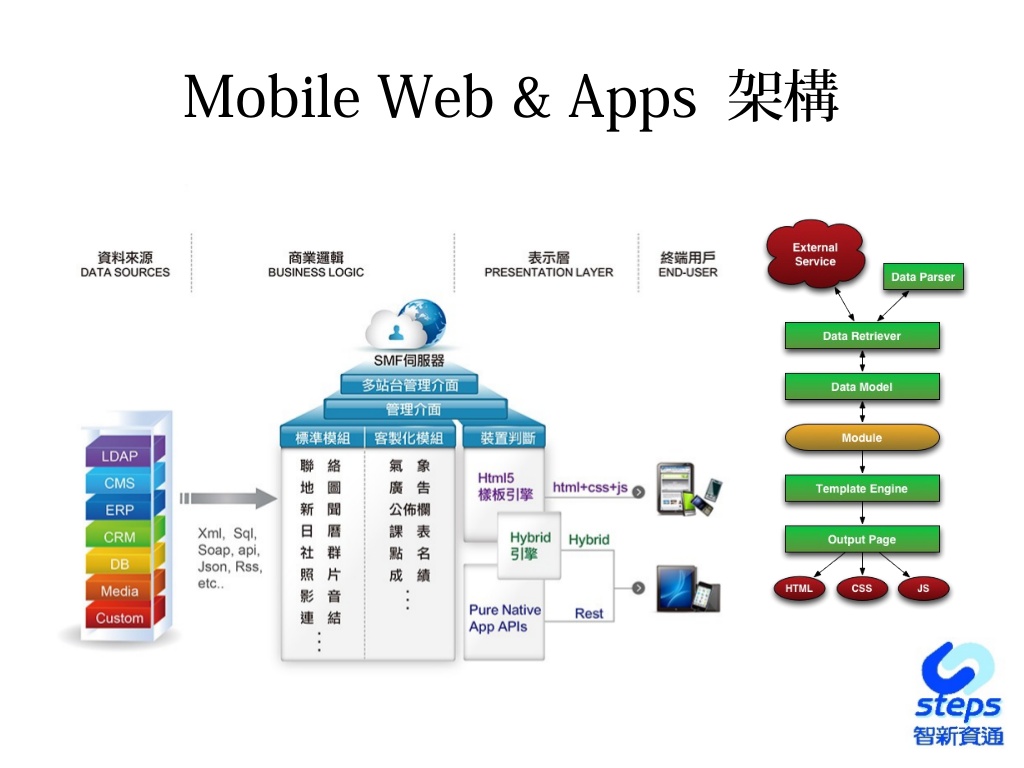 Mobile Web & Apps 架構
資料來源
DATA SOURCES
商業邏輯
BUSINESS LOGIC
表示層
PRESENTATION LAYER
終端用戶
END-USER
SMF伺服器
多站台管理介面
管理介面
標準模組
客製化模組
裝置判斷
LDAP
CMS
ERP
CRM
DB
Media
Custom
Xml, Sql,
Soap, api,
Json, Rss,
etc..
聯 絡
地 圖
新 聞
日 曆
社 群
照 片
影 音
連 結
⋮
氣 象
廣 告
公佈欄
課 表
點 名
成 績
⋮
Html5
樣板引擎
html+css+js
Hybrid
引擎
Hybrid
Pure Native
App APIs
Rest
External
Service
Data Parser
Data Retriever
Data Model
Module
Template Engine
Output Page
HTML
CSS
JS
steps
智新資通